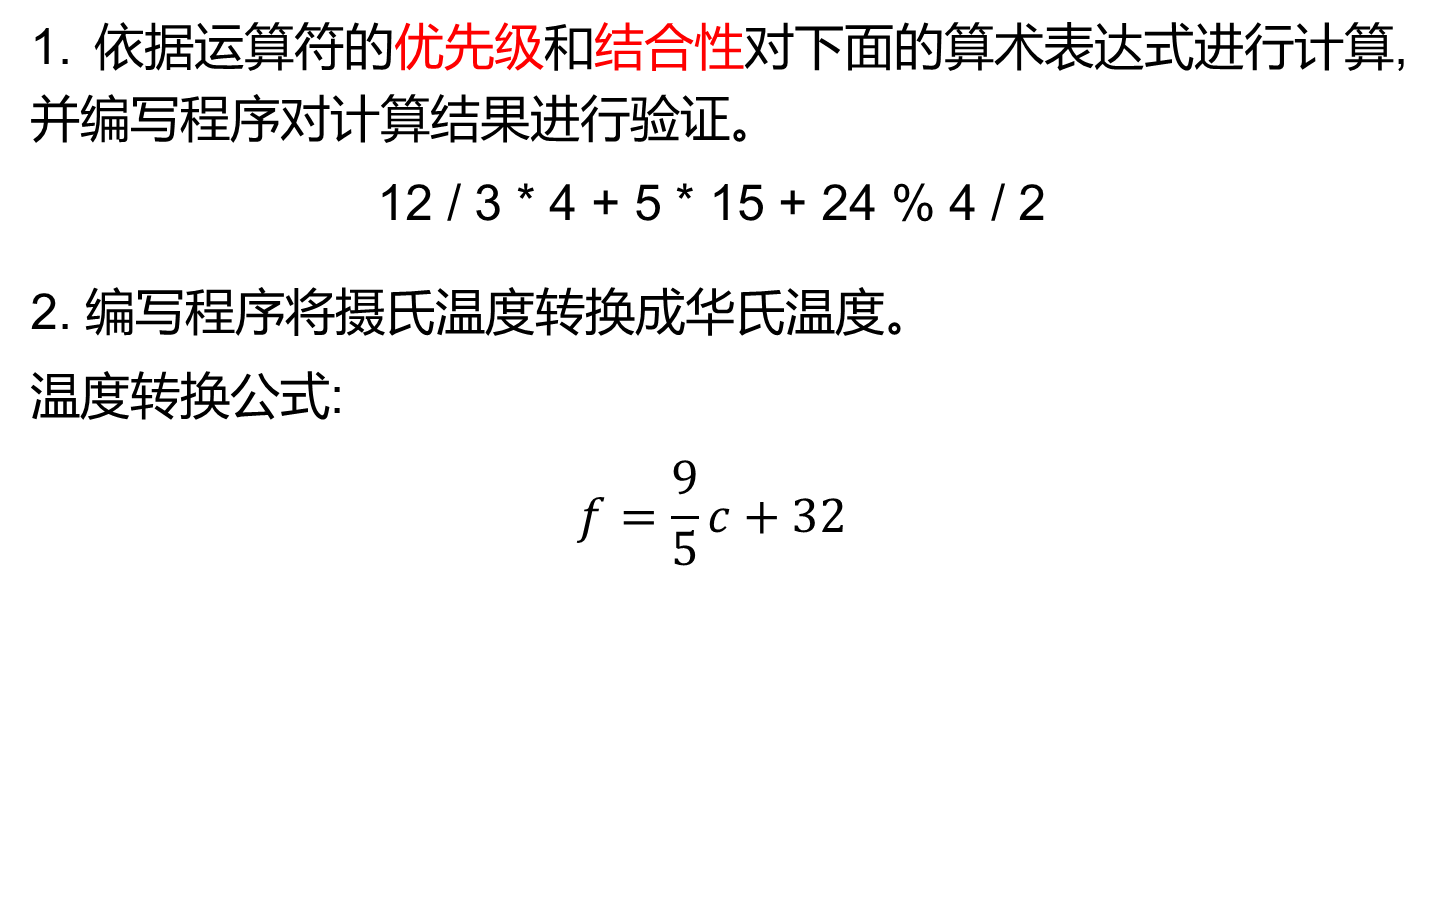 1. 依据运算符的优先级和结合性对下面的算术表达式进行计算,
并编写程序对计算结果进行验证。
12 / 3 * 4 + 5 * 15 + 24 % 4 / 2
2. 编写程序将摄氏温度转换成华氏温度。
温度转换公式:
f = 9/5 c + 32